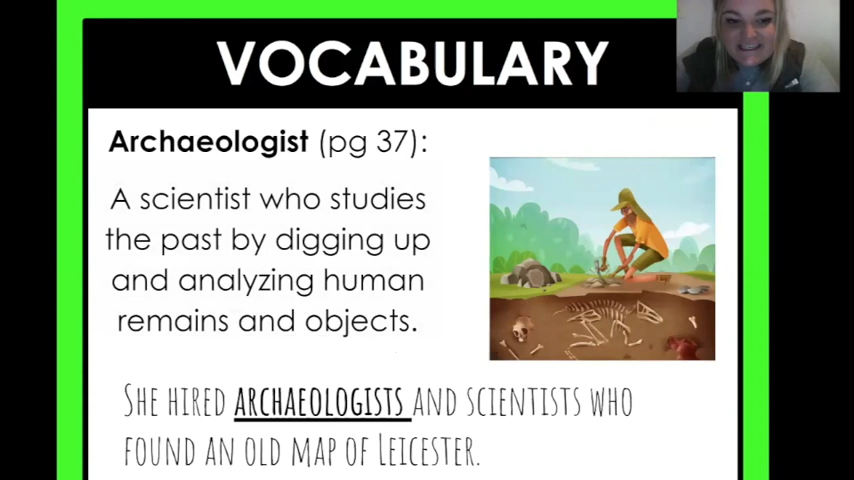 VOCABULARY
Archaeologist (pg 37):
A scientist who studies
the past by digging up
and analyzing human
remains and objects.
SHE HIRED ARCHAEOLOGISTS AND SCIENTISTS WHO
FOUND AN OLD MAP OF LEICESTER.